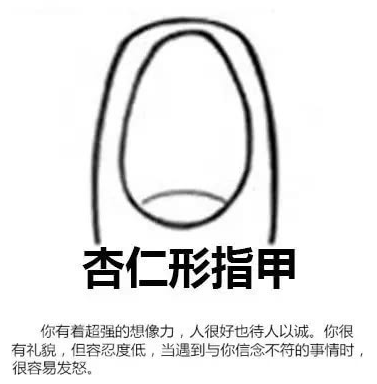 杏仁形指甲
你有着超强的想像力，人很好也待人以诚。你很
有礼貌，但容忍度低，当遇到与你信念不符的事情时，
很容易发怒。